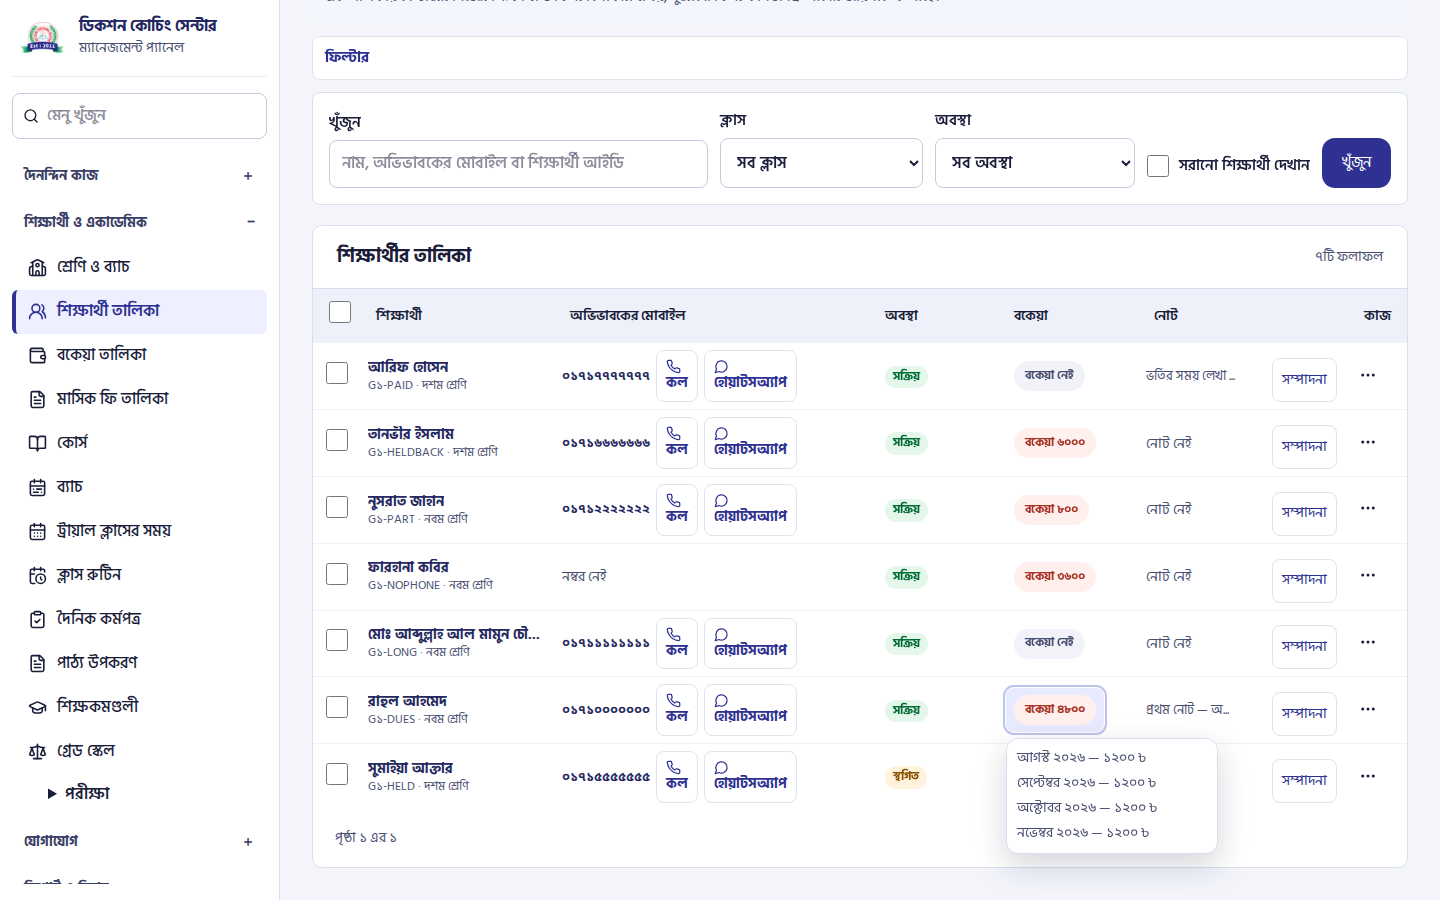 ডিকশন কোচিং সেন্টার
ম্যানেজমেন্ট প্যানেল
Est : 2011
মেনু খুঁজুন
দৈনন্দিন কাজ +
শিক্ষার্থী ও একাডেমিক −
শ্রেণি ও ব্যাচ
শিক্ষার্থী তালিকা
বকেয়া তালিকা
মাসিক ফি তালিকা
কোর্স
ব্যাচ
ট্রায়াল ক্লাসের সময়
ক্লাস রুটিন
দৈনিক কর্মপত্র
পাঠ্য উপকরণ
শিক্ষকমণ্ডলী
গ্রেড স্কেল
▶ পরীক্ষা
যোগাযোগ +
ফিল্টার
খুঁজুন
নাম, অভিভাবকের মোবাইল বা শিক্ষার্থী আইডি
ক্লাস
সব ক্লাস
অবস্থা
সব অবস্থা
সরানো শিক্ষার্থী দেখান
খুঁজুন
শিক্ষার্থীর তালিকা
৭টি ফলাফল
শিক্ষার্থী অভিভাবকের মোবাইল অবস্থা বকেয়া নোট কাজ
আরিফ হোসেন
G১-PAID · দশম শ্রেণি
০১৭১৭৭৭৭৭৭৭ কল হোয়াটসঅ্যাপ সক্রিয় বকেয়া নেই ভর্তির সময় লেখা ... সম্পাদনা ...
তানভীর ইসলাম
G১-HELDBACK · দশম শ্রেণি
০১৭১৬৬৬৬৬৬৬ কল হোয়াটসঅ্যাপ সক্রিয় বকেয়া ৬০০০ নোট নেই সম্পাদনা ...
নুসরাত জাহান
G১-PART · নবম শ্রেণি
০১৭১২২২২২২২ কল হোয়াটসঅ্যাপ সক্রিয় বকেয়া ৮০০ নোট নেই সম্পাদনা ...
ফারহানা কবির
G১-NOPHONE · নবম শ্রেণি
নম্বর নেই সক্রিয় বকেয়া ৩৬০০ নোট নেই সম্পাদনা ...
মোঃ আব্দুল্লাহ আল মামুন চৌ...
G১-LONG · নবম শ্রেণি
০১৭১১১১১১১১ কল হোয়াটসঅ্যাপ সক্রিয় বকেয়া নেই নোট নেই সম্পাদনা ...
রাহুল আহমেদ
G১-DUES · নবম শ্রেণি
০১৭১০০০০০০০ কল হোয়াটসঅ্যাপ সক্রিয় বকেয়া ৪৮০০ প্রথম নোট — অ... সম্পাদনা ...
সুমাইয়া আক্তার
G১-HELD · দশম শ্রেণি
০১৭১৫৫৫৫৫৫৫ কল হোয়াটসঅ্যাপ স্থগিত সম্পাদনা ...
আগস্ট ২০২৬ — ১২০০ ৳
সেপ্টেম্বর ২০২৬ — ১২০০ ৳
অক্টোবর ২০২৬ — ১২০০ ৳
নভেম্বর ২০২৬ — ১২০০ ৳
পৃষ্ঠা ১ এর ১